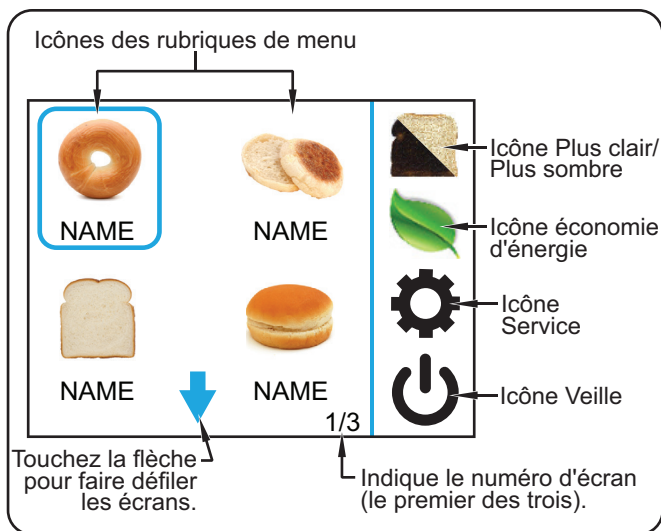 Icônes des rubriques de menu
NAME
NAME
NAME
NAME
1/3
Icône Plus clair/
Plus sombre
Icône économie
d'énergie
Icône
Service
Icône Veille
Touchez la flèche
pour faire défiler
les écrans.
Indique le numéro d'écran
(le premier des trois).